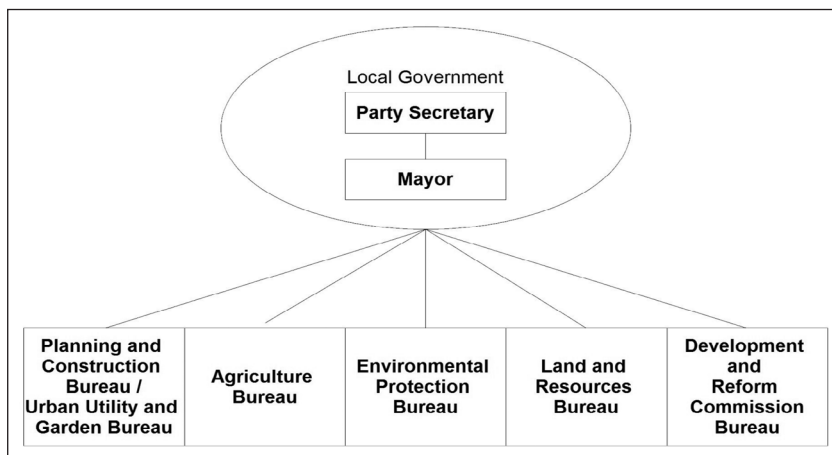 Local Government
Party Secretary
Mayor
Planning and
Construction
Bureau /
Urban Utility and
Garden Bureau
Agriculture
Bureau
Environmental
Protection
Bureau
Land and
Resources
Bureau
Development
and
Reform
Commission
Bureau